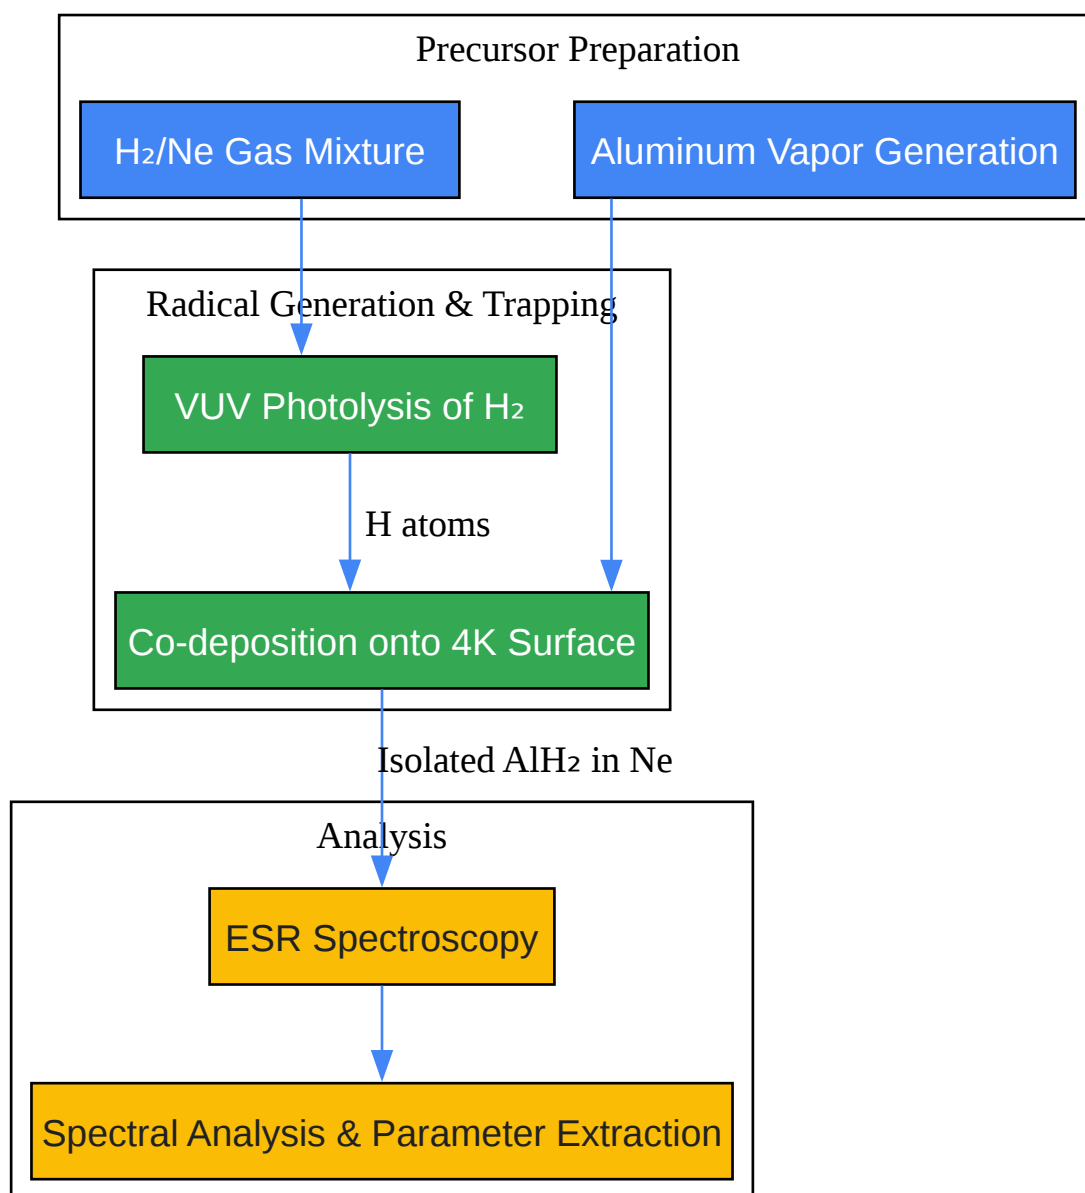 Precursor Preparation
H₂/Ne Gas Mixture
Aluminum Vapor Generation
Radical Generation & Trapping
VUV Photolysis of H₂
H atoms
Co-deposition onto 4K Surface
Isolated AlH₂ in Ne
Analysis
ESR Spectroscopy
Spectral Analysis & Parameter Extraction